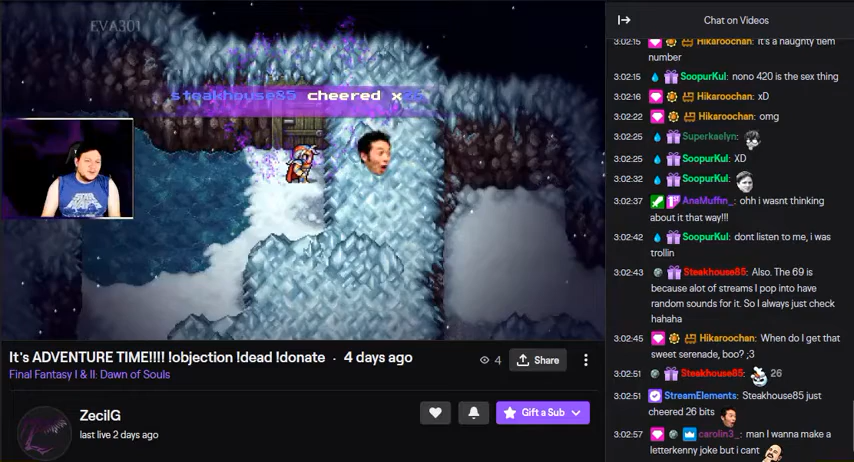 Chat on Videos
EVA301
steakhouse85 cheered x26
3:02:15 Hikaroochan: It's a naughty item
number
3:02:15 SoopurKul: nono 420 is the sex thing
3:02:16 Hikaroochan: xD
3:02:22 Hikaroochan: omg
3:02:25 Superkaelyn:
3:02:25 SoopurKul: XD
3:02:32 SoopurKul:
3:02:37 AnaMuffin_: ohh i wasnt thinking
about it that way!!!
3:02:42 SoopurKul: dont listen to me, i was
trollin
3:02:43 Steakhouse85: Also. The 69 is
because alot of streams I pop into have
random sounds for it. So I always just check
hahaha
3:02:45 Hikaroochan: When do I get that
sweet serenade, boo? ;3
3:02:51 Steakhouse85: 26
3:02:51 StreamElements: Steakhouse85 just
cheered 26 bits
3:02:57 carolin3_: man I wanna make a
letterkenny joke but i cant
It's ADVENTURE TIME!!!! !objection !dead !donate · 4 days ago
4
Share
Final Fantasy I & II: Dawn of Souls
ZecilG
last live 2 days ago
Gift a Sub